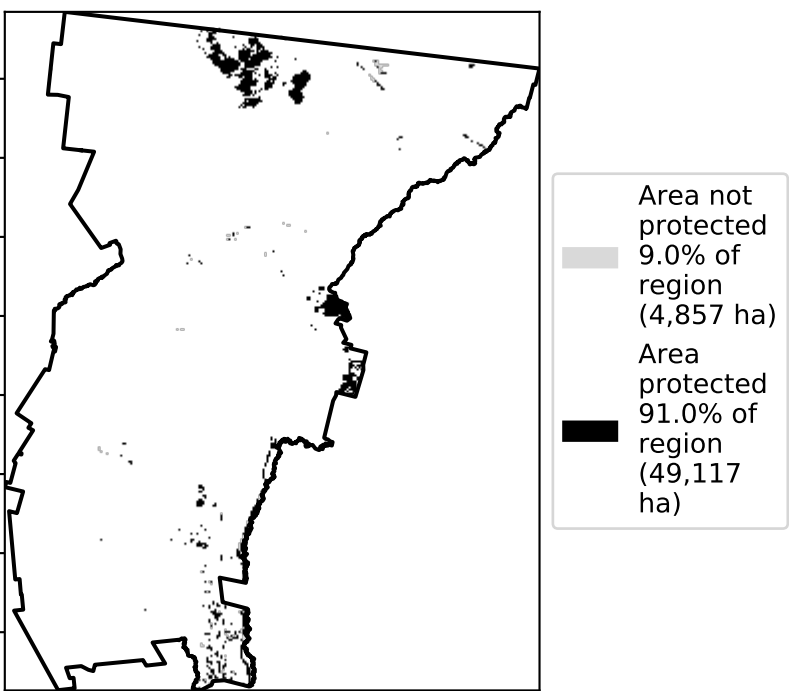 Area not
protected
9.0% of
region
(4,857 ha)
Area
protected
91.0% of
region
(49,117
ha)